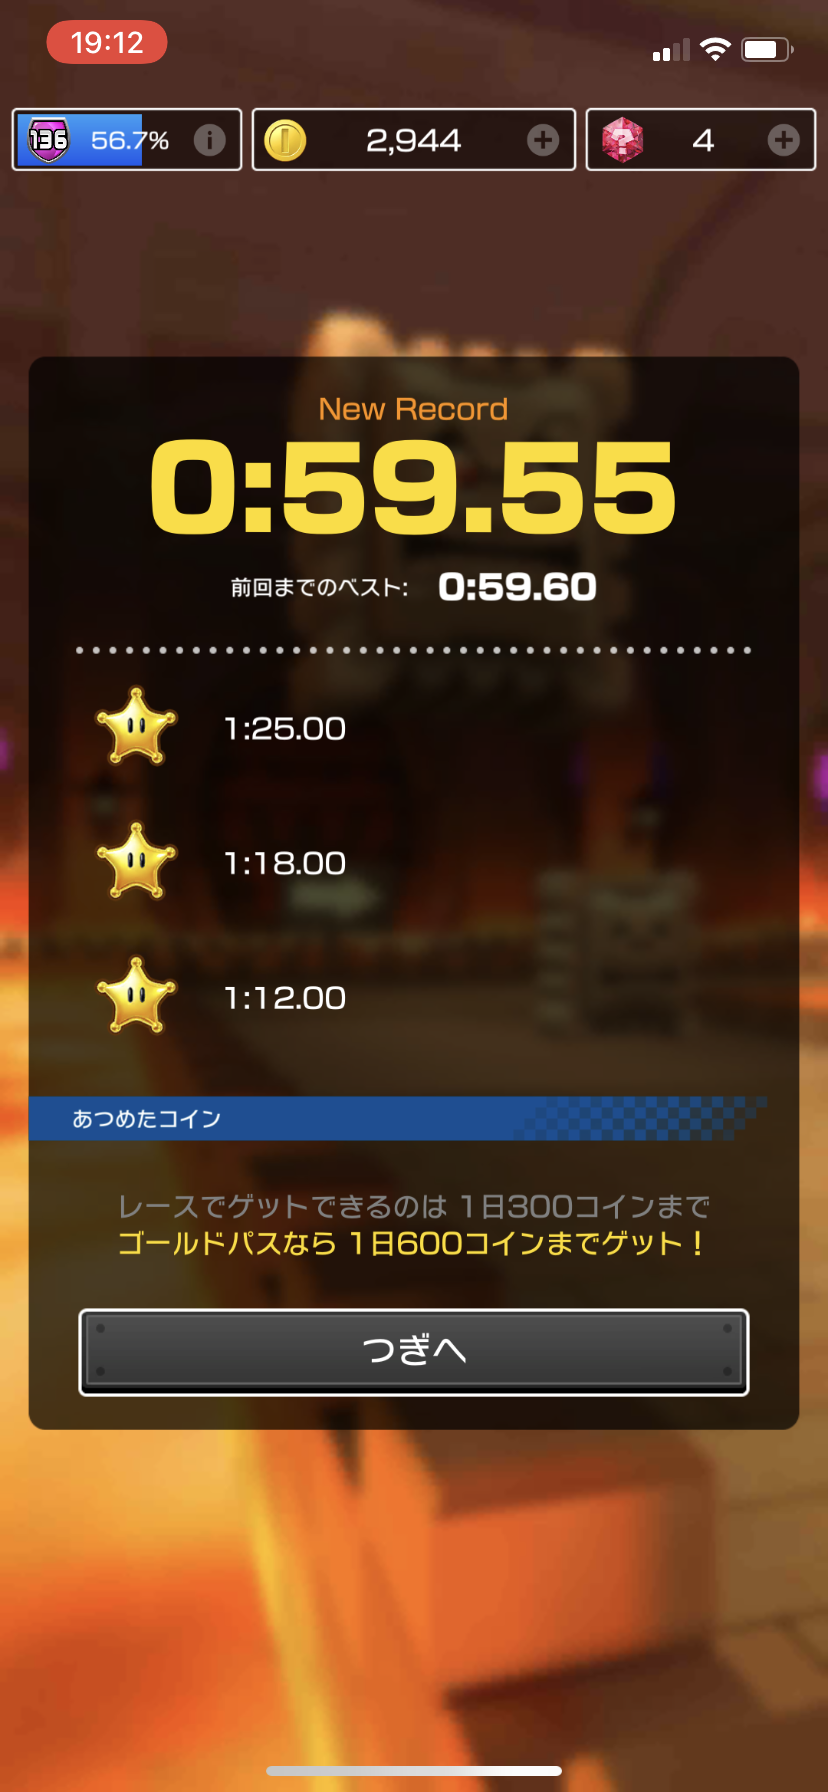 19:12
136 56.7% 2,944 4
New Record
0:59.55
前回までのベスト: 0:59.60
1:25.00
1:18.00
1:12.00
あつめたコイン
レースでゲットできるのは 1日300コインまで
ゴールドパスなら 1日600コインまでゲット！
つぎへ